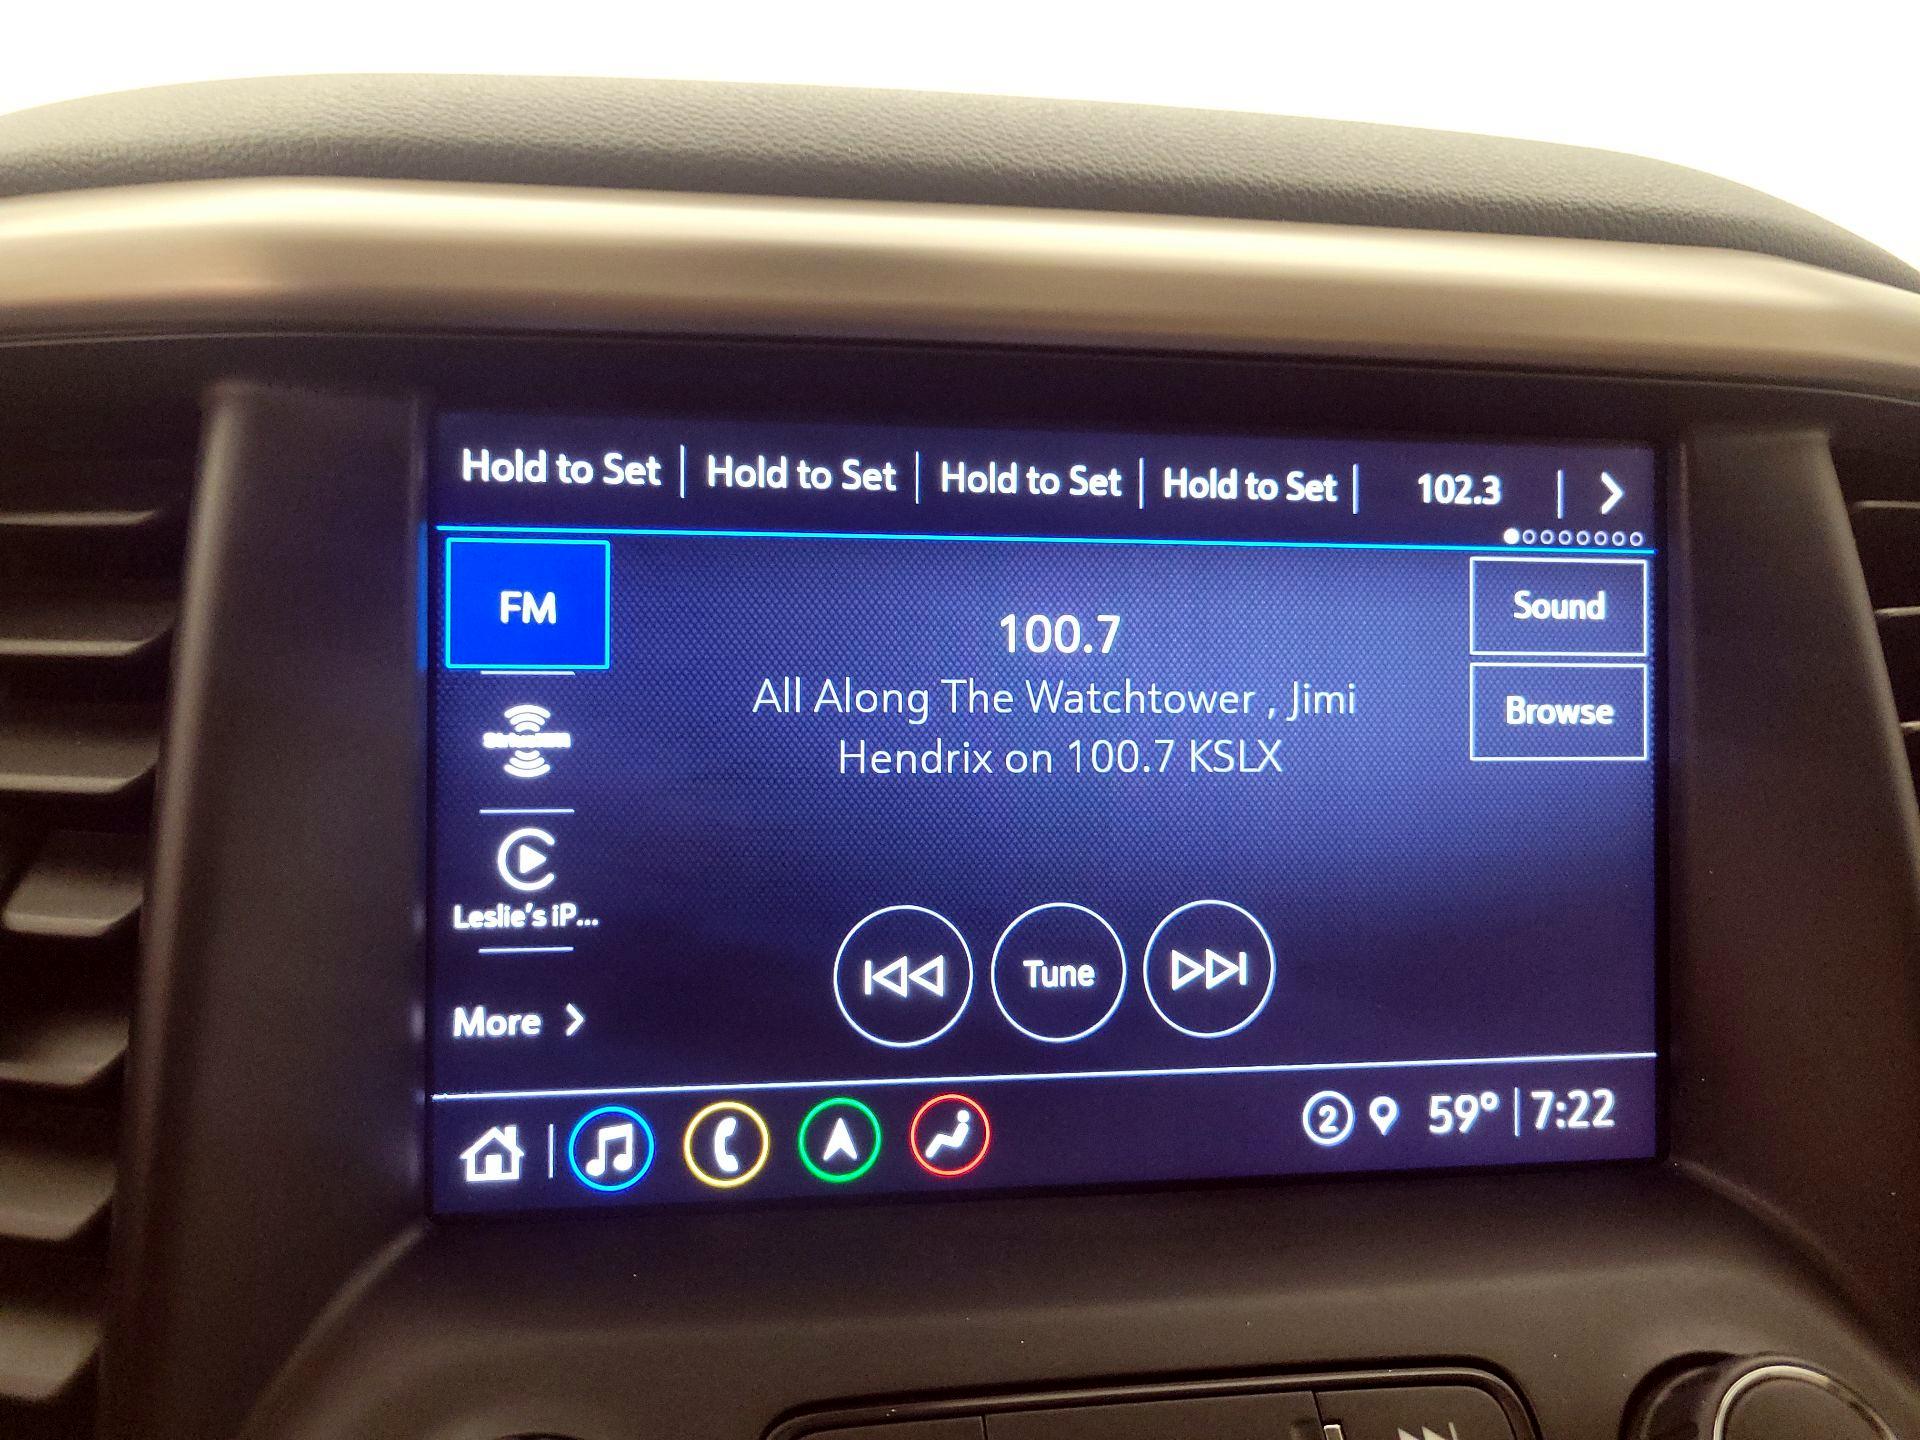 Hold to Set | Hold to Set | Hold to Set | Hold to Set | 102.3 |
FM
Sound
100.7
All Along The Watchtower , Jimi
Hendrix on 100.7 KSLX
Browse
Leslie's iP...
Tune
More
2 59° | 7:22